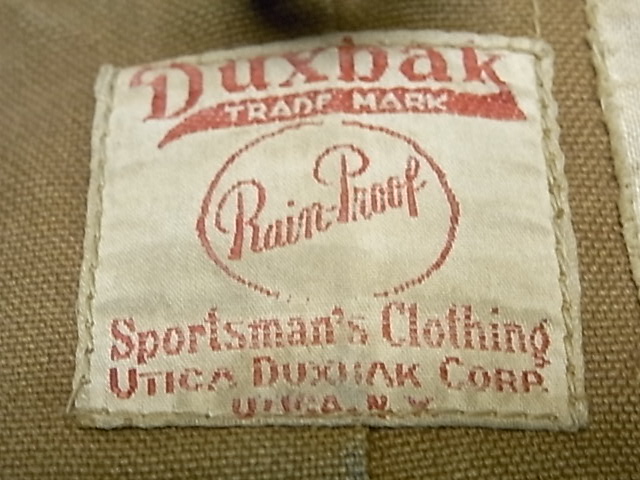 Duxbak
TRADE MARK
Rain-Proof
Sportsman's Clothing
UTICA DUXBAK CORP.
UTICA, N.Y.